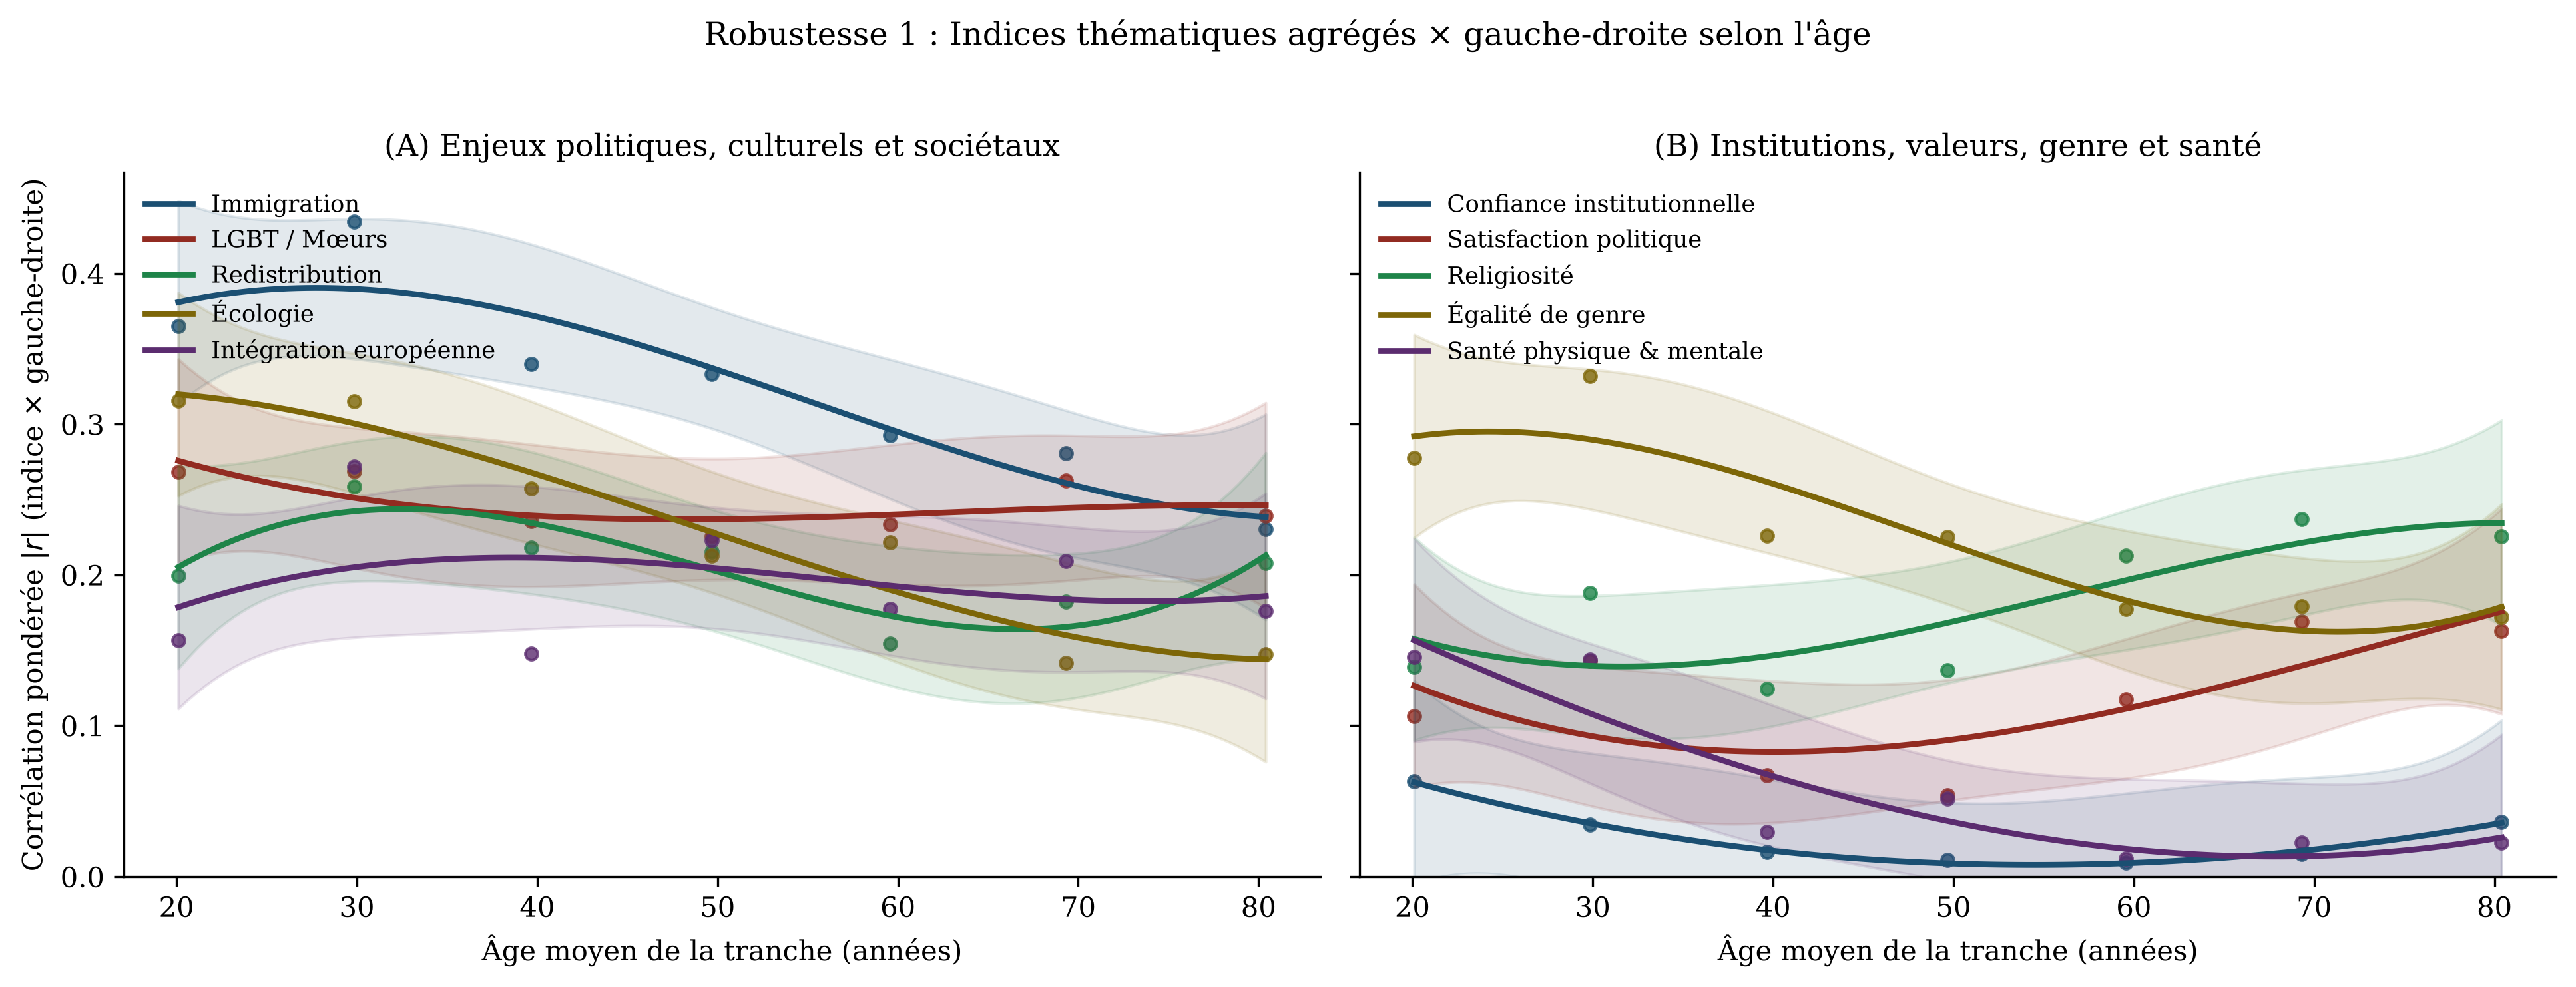 Robustesse 1 : Indices thématiques agrégés × gauche-droite selon l'âge
(A) Enjeux politiques, culturels et sociétaux
Corrélation pondérée |r| (indice × gauche-droite)
Immigration
LGBT / Mœurs
Redistribution
Écologie
Intégration européenne
0.4
0.3
0.2
0.1
0.0
20 30 40 50 60 70 80
Âge moyen de la tranche (années)
(B) Institutions, valeurs, genre et santé
Confiance institutionnelle
Satisfaction politique
Religiosité
Égalité de genre
Santé physique & mentale
20 30 40 50 60 70 80
Âge moyen de la tranche (années)